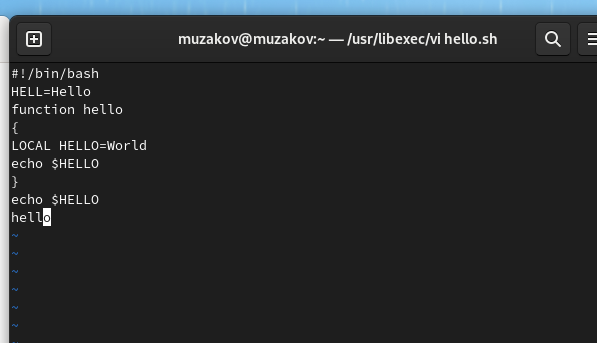 muzakov@muzakov:~ — /usr/libexec/vi hello.sh
#!/bin/bash
HELL=Hello
function hello
{
LOCAL HELLO=World
echo $HELLO
}
echo $HELLO
hello
~
~
~
~
~
~
~